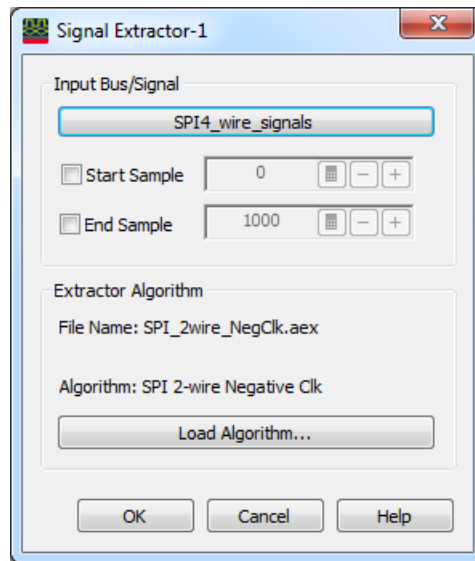 Signal Extractor-1
Input Bus/Signal
SPI4_wire_signals
Start Sample 0
End Sample 1000
Extractor Algorithm
File Name: SPI_2wire_NegClk.aex
Algorithm: SPI 2-wire Negative Clk
Load Algorithm...
OK Cancel Help